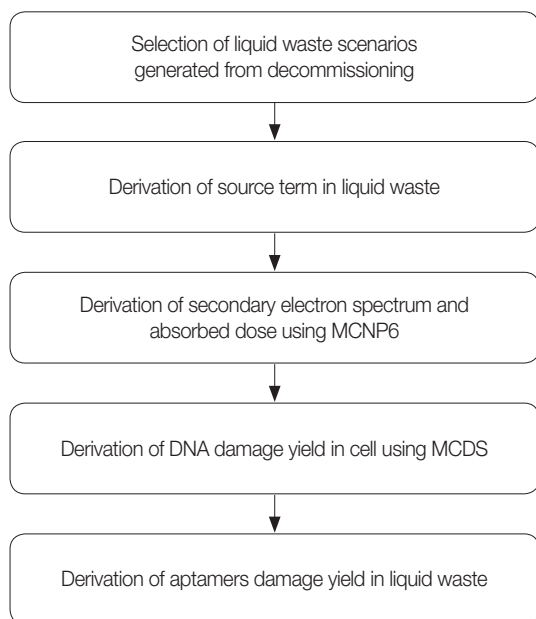 Selection of liquid waste scenarios
generated from decommissioning
Derivation of source term in liquid waste
Derivation of secondary electron spectrum and
absorbed dose using MCNP6
Derivation of DNA damage yield in cell using MCDS
Derivation of aptamers damage yield in liquid waste